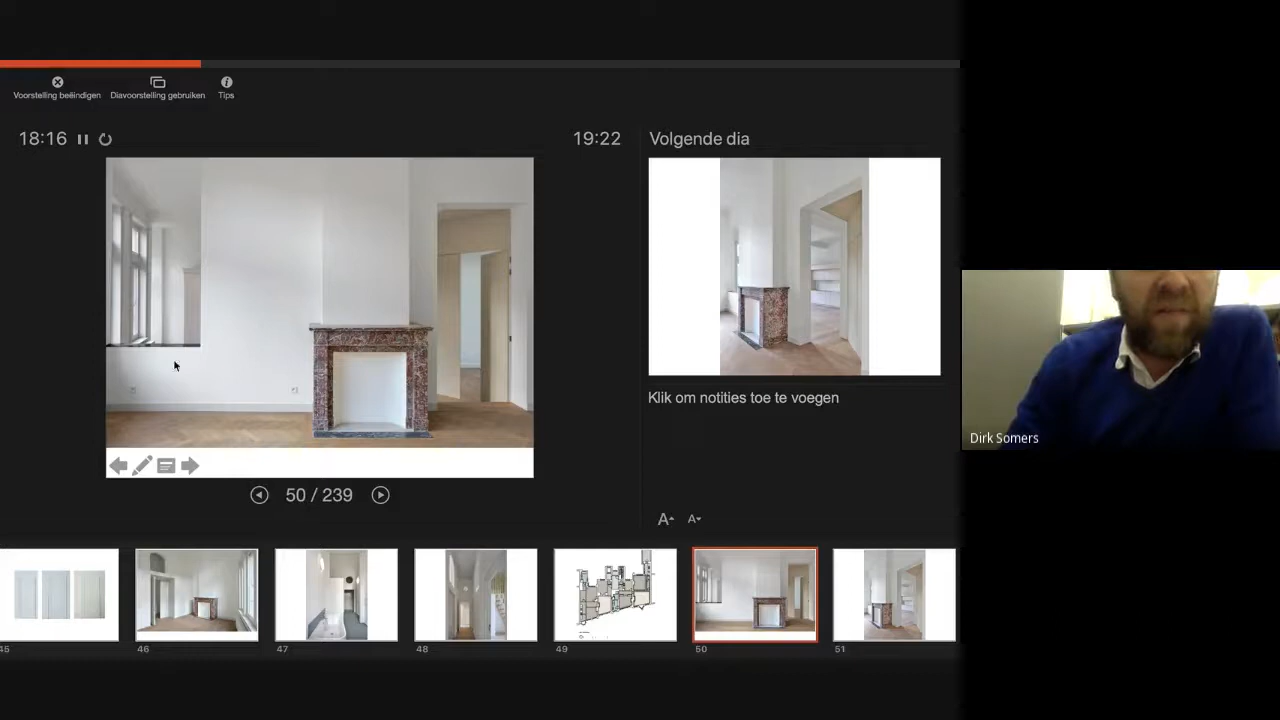 Voorstelling beëindigen
Diavoorstelling gebruiken
Tips
18:16
19:22
Volgende dia
Klik om notities toe te voegen
50 / 239
A A
45
46
47
48
49
50
51
Dirk Somers